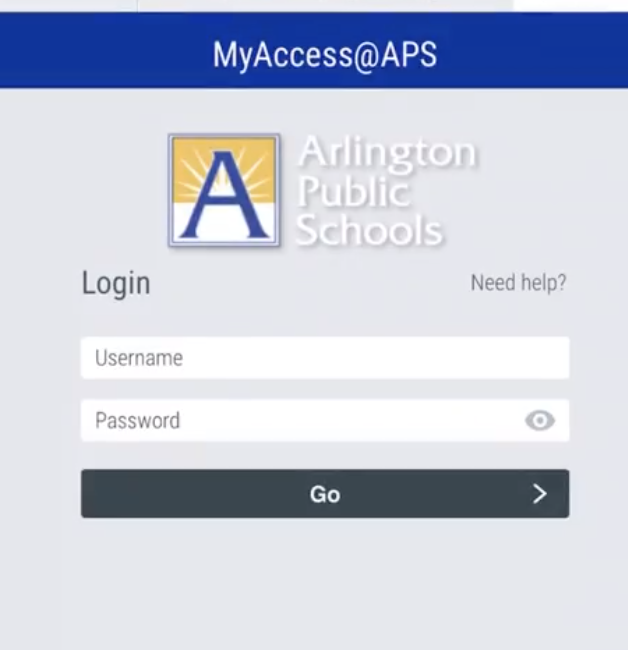 MyAccess@APS
A
Arlington
Public
Schools
Login
Need help?
Username
Password
Go